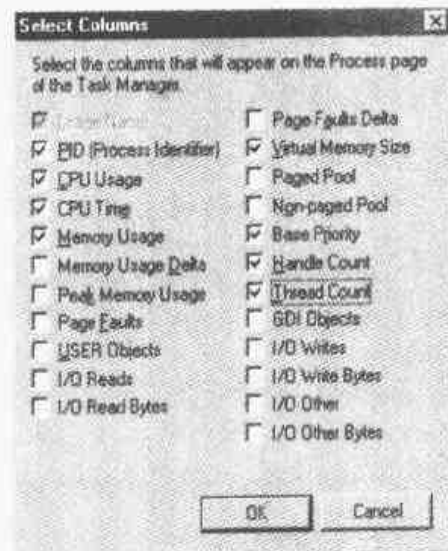 Select Columns
Select the columns that will appear on the Process page
of the Task Manager.
Image Name
PID (Process Identifier)
CPU Usage
CPU Time
Memory Usage
Memory Usage Delta
Peak Memory Usage
Page Faults
USER Objects
I/O Reads
I/O Read Bytes
Page Faults Delta
Virtual Memory Size
Paged Pool
Non-paged Pool
Base Priority
Handle Count
Thread Count
GDI Objects
I/O Writes
I/O Write Bytes
I/O Other
I/O Other Bytes
OK
Cancel